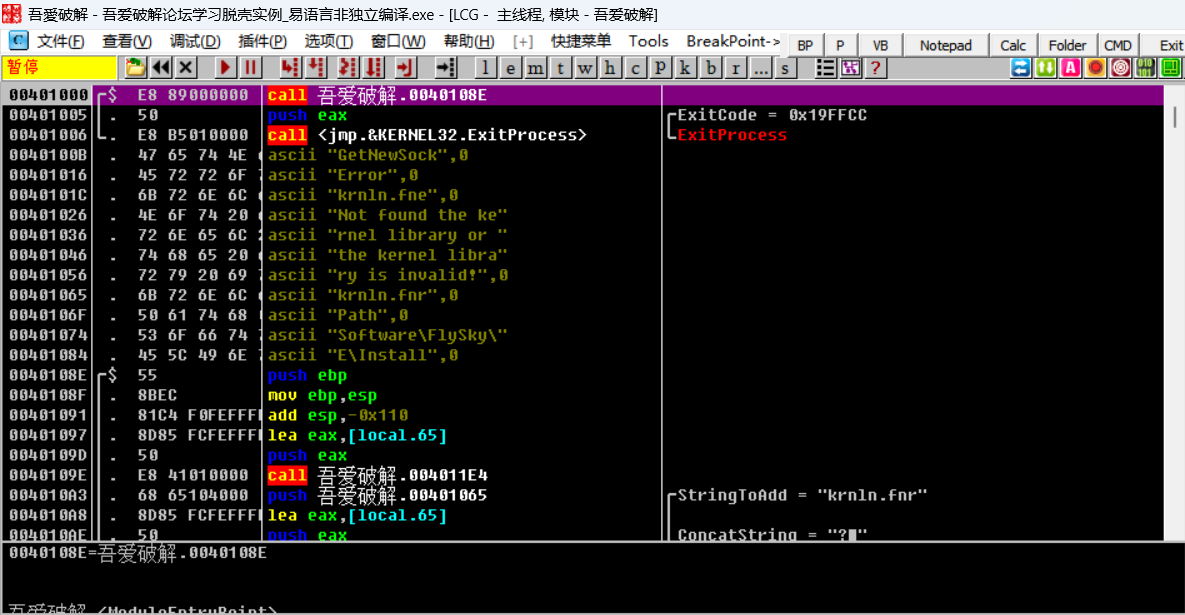 吾愛破解 - 吾爱破解论坛学习脱壳实例_易语言非独立编译.exe - [LCG - 主线程, 模块 - 吾爱破解]
C 文件(F) 查看(V) 调试(D) 插件(P) 选项(T) 窗口(W) 帮助(H) [+] 快捷菜单 Tools BreakPoint-> BP P VB Notepad Calc Folder CMD Exit
暂停 l e m t w h c p k b r ... s ?
00401000 $ E8 89000000 call 吾爱破解.0040108E
00401005 . 50 push eax ExitCode = 0x19FFCC
00401006 . E8 B5010000 call <jmp.&KERNEL32.ExitProcess> ExitProcess
0040100B . 47 65 74 4E ascii "GetNewSock",0
00401016 . 45 72 72 6F ascii "Error",0
0040101C . 6B 72 6E 6C ascii "krnln.fne",0
00401026 . 4E 6F 74 20 ascii "Not found the ke"
00401036 . 72 6E 65 6C ascii "rnel library or "
00401046 . 74 68 65 20 ascii "the kernel libra"
00401056 . 72 79 20 69 ascii "ry is invalid!",0
00401065 . 6B 72 6E 6C ascii "krnln.fnr",0
0040106F . 50 61 74 68 ascii "Path",0
00401074 . 53 6F 66 74 ascii "Software\FlySky\"
00401084 . 45 5C 49 6E ascii "E\Install",0
0040108E $ 55 push ebp
0040108F . 8BEC mov ebp,esp
00401091 . 81C4 F0FEFFF add esp,-0x110
00401097 . 8D85 FCFEFFF lea eax,[local.65]
0040109D . 50 push eax
0040109E . E8 41010000 call 吾爱破解.004011E4
004010A3 . 68 65104000 push 吾爱破解.00401065 StringToAdd = "krnln.fnr"
004010A8 . 8D85 FCFEFFF lea eax,[local.65]
004010AE . 50 push eax ConcatString = "?
0040108E=吾爱破解.0040108E
吾爱破解.<ModuleEntryPoint>